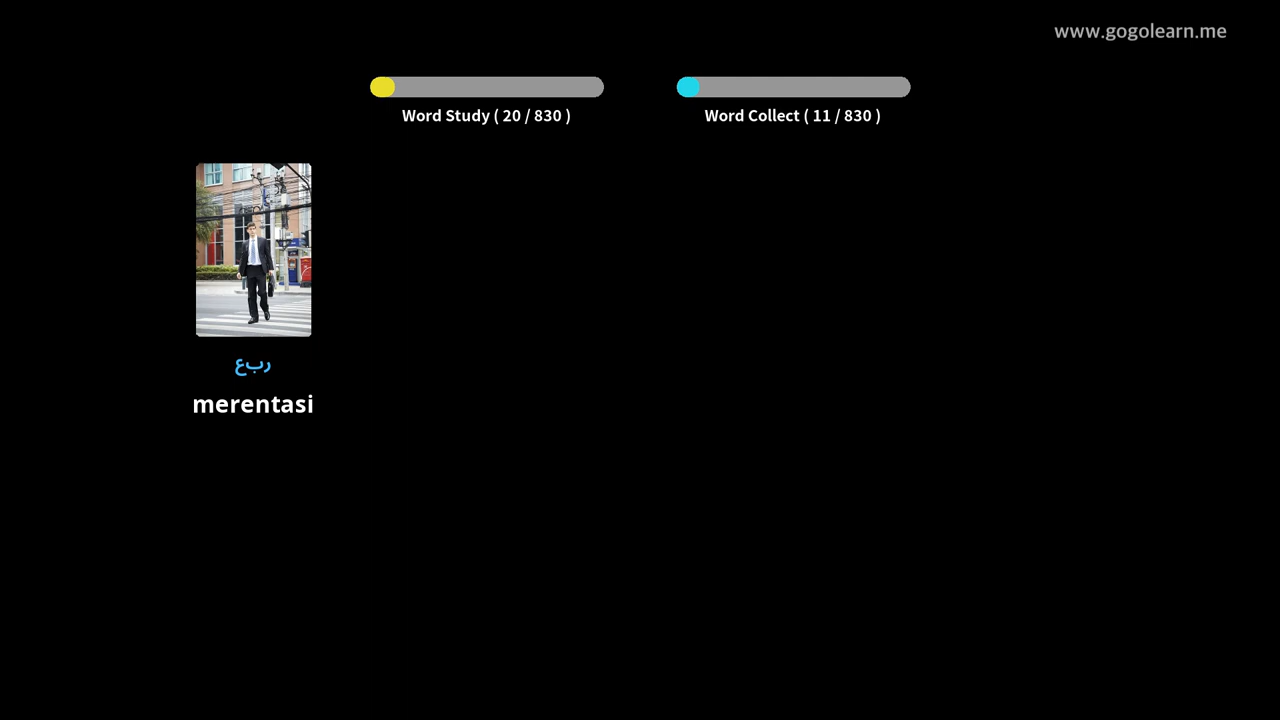 www.gogolearn.me
Word Study ( 20 / 830 )
Word Collect ( 11 / 830 )
ربع
merentasi